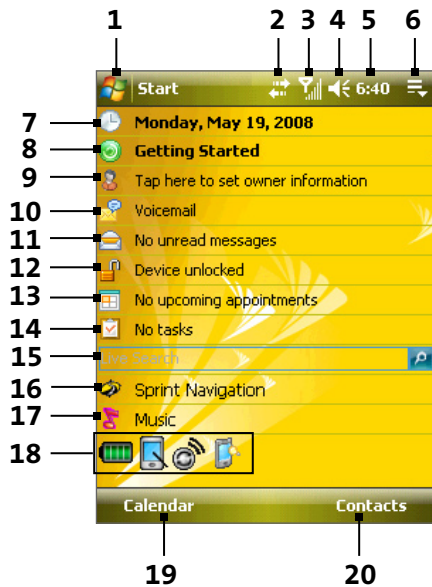 1 2 3 4 5 6
Start 6:40
7 Monday, May 19, 2008
8 Getting Started
9 Tap here to set owner information
10 Voicemail
11 No unread messages
12 Device unlocked
13 No upcoming appointments
14 No tasks
15 Live Search
16 Sprint Navigation
17 Music
18
Calendar Contacts
19 20